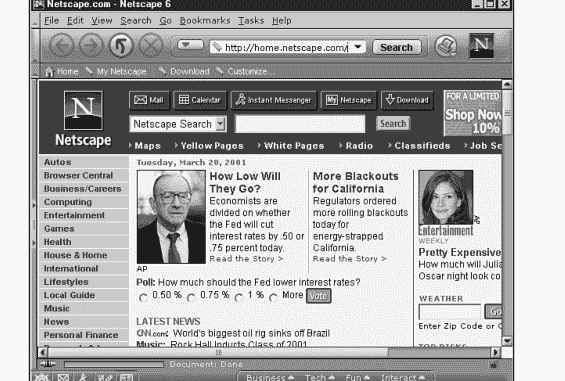 Netscape.com - Netscape 6
File Edit View Search Go Bookmarks Tasks Help
http://home.netscape.com/ Search N
Home My Netscape Download Customize...
N
Netscape
Mail Calendar Instant Messenger My Netscape Download
Netscape Search Search
Maps Yellow Pages White Pages Radio Classifieds Job Se
FOR A LIMITED
Shop Now
10%
Autos
Browser Central
Business/Careers
Computing
Entertainment
Games
Health
House & Home
International
Lifestyles
Local Guide
Music
News
Personal Finance
Tuesday, March 20, 2001
AP
How Low Will
They Go?
Economists are
divided on whether
the Fed will cut
interest rates by .50 or
.75 percent today.
Read the Story >
More Blackouts
for California
Regulators ordered
more rolling blackouts
today for
energy-strapped
California.
Read the Story >
Poll: How much should the Fed lower interest rates?
0.50 % 0.75 % 1 % More Vote
LATEST NEWS
CNN.com: World's biggest oil rig sinks off Brazil
Music: Rock Hall Inducts Class of 2001
Entertainment
WEEKLY
Pretty Expensive
How much will Julia
Oscar night look co
WEATHER
Go
Enter Zip Code or C
Document: Done
Business Tech Fun Interact